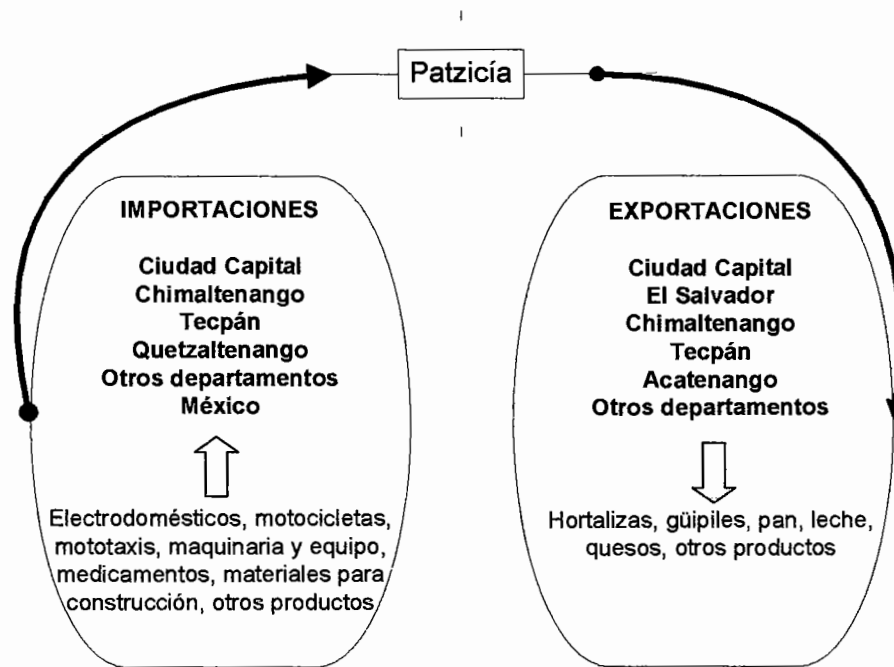 Patzicía
IMPORTACIONES
Ciudad Capital
Chimaltenango
Tecpán
Quetzaltenango
Otros departamentos
México
Electrodomésticos, motocicletas,
mototaxis, maquinaria y equipo,
medicamentos, materiales para
construcción, otros productos
EXPORTACIONES
Ciudad Capital
El Salvador
Chimaltenango
Tecpán
Acatenango
Otros departamentos
Hortalizas, güipiles, pan, leche,
quesos, otros productos